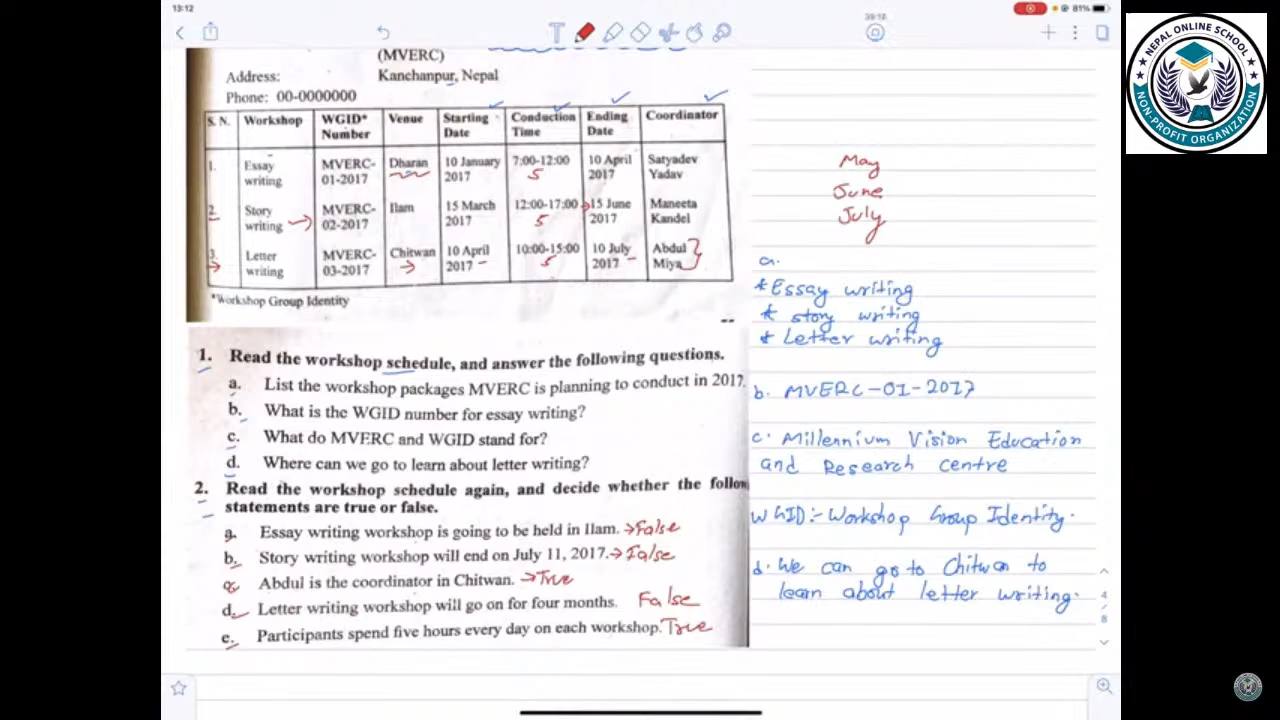 13:12
39:12
81%
NEPAL ONLINE SCHOOL
NON-PROFIT ORGANIZATION
(MVERC)
Address: Kanchanpur, Nepal
Phone: 00-0000000
S. N. Workshop WGID* Number Venue Starting Date Conduction Time Ending Date Coordinator
1. Essay writing MVERC-01-2017 Dharan 10 January 2017 7:00-12:00 5 10 April 2017 Satyadev Yadav
2. Story writing MVERC-02-2017 Ilam 15 March 2017 12:00-17:00 5 15 June 2017 Maneeta Kandel
3. Letter writing MVERC-03-2017 Chitwan 10 April 2017 10:00-15:00 5 10 July 2017 Abdul Miya
*Workshop Group Identity
1. Read the workshop schedule, and answer the following questions.
a. List the workshop packages MVERC is planning to conduct in 2017.
b. What is the WGID number for essay writing?
c. What do MVERC and WGID stand for?
d. Where can we go to learn about letter writing?
2. Read the workshop schedule again, and decide whether the follow
statements are true or false.
a. Essay writing workshop is going to be held in Ilam. →False
b. Story writing workshop will end on July 11, 2017. →False
c. Abdul is the coordinator in Chitwan. →True
d. Letter writing workshop will go on for four months. False
e. Participants spend five hours every day on each workshop. True
May
June
July
a.
*Essay writing
* story writing
* Letter writing
b. MVERC-01-2017
c. Millennium Vision Education
and Research centre
WGID:- Workshop Group Identity.
d. We can go to Chitwan to
learn about letter writing.
4/8